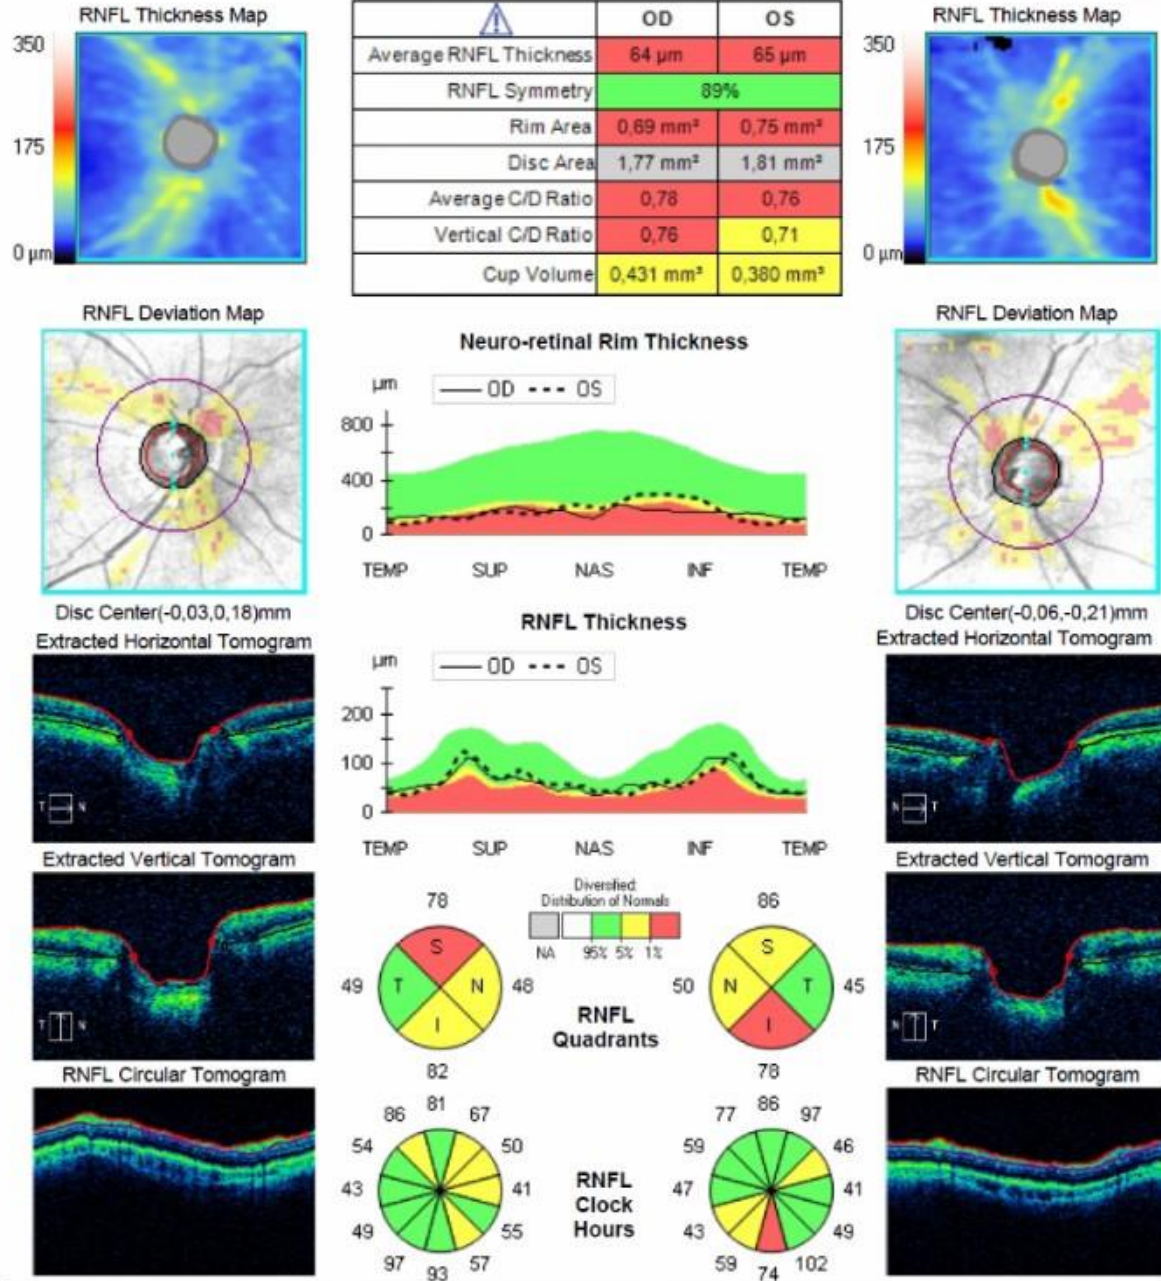 RNFL Thickness Map
350
175
0 µm
OD OS
Average RNFL Thickness 64 µm 65 µm
RNFL Symmetry 89%
Rim Area 0,69 mm² 0,75 mm²
Disc Area 1,77 mm² 1,81 mm²
Average C/D Ratio 0,78 0,76
Vertical C/D Ratio 0,76 0,71
Cup Volume 0,431 mm³ 0,380 mm³
RNFL Thickness Map
350
175
0 µm
RNFL Deviation Map
Disc Center(-0,03,0,18)mm
Neuro-retinal Rim Thickness
µm
OD OS
800
400
0
TEMP SUP NAS INF TEMP
RNFL Deviation Map
Disc Center(-0,06,-0,21)mm
Extracted Horizontal Tomogram
T N
RNFL Thickness
µm
OD OS
200
100
0
TEMP SUP NAS INF TEMP
Extracted Horizontal Tomogram
N T
Extracted Vertical Tomogram
T N
Diversified:
Distribution of Normals
NA 95% 5% 1%
78
S
49 T N 48
I
82
RNFL
Quadrants
86
S
50 N T 45
I
78
Extracted Vertical Tomogram
N T
RNFL Circular Tomogram
81
86 67
54 50
43 41
49 55
97 57
93
RNFL
Clock
Hours
86
77 97
59 46
47 41
43 49
59 102
74
RNFL Circular Tomogram